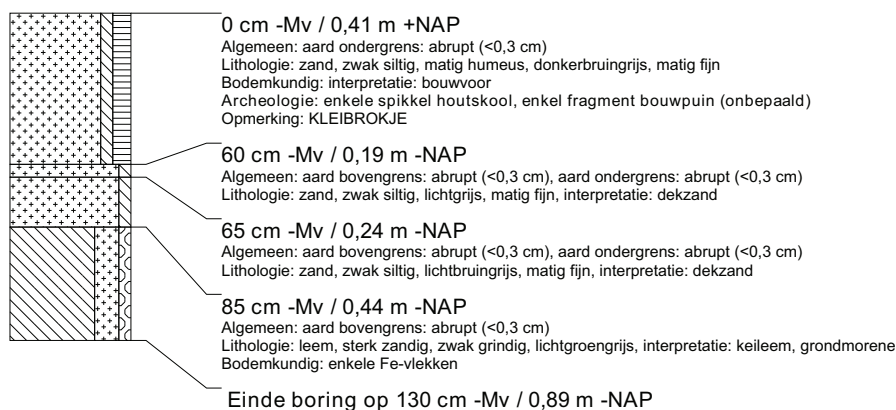 0 cm -Mv / 0,41 m +NAP
Algemeen: aard ondergrens: abrupt (<0,3 cm)
Lithologie: zand, zwak siltig, matig humeus, donkerbruingrijs, matig fijn
Bodemkundig: interpretatie: bouwvoor
Archeologie: enkele spikkel houtskool, enkel fragment bouwpuin (onbepaald)
Opmerking: KLEIBROKJE
60 cm -Mv / 0,19 m -NAP
Algemeen: aard bovengrens: abrupt (<0,3 cm), aard ondergrens: abrupt (<0,3 cm)
Lithologie: zand, zwak siltig, lichtgrijs, matig fijn, interpretatie: dekzand
65 cm -Mv / 0,24 m -NAP
Algemeen: aard bovengrens: abrupt (<0,3 cm), aard ondergrens: abrupt (<0,3 cm)
Lithologie: zand, zwak siltig, lichtbruingrijs, matig fijn, interpretatie: dekzand
85 cm -Mv / 0,44 m -NAP
Algemeen: aard bovengrens: abrupt (<0,3 cm)
Lithologie: leem, sterk zandig, zwak grindig, lichtgroengrijs, interpretatie: keileem, grondmorene
Bodemkundig: enkele Fe-vlekken
Einde boring op 130 cm -Mv / 0,89 m -NAP